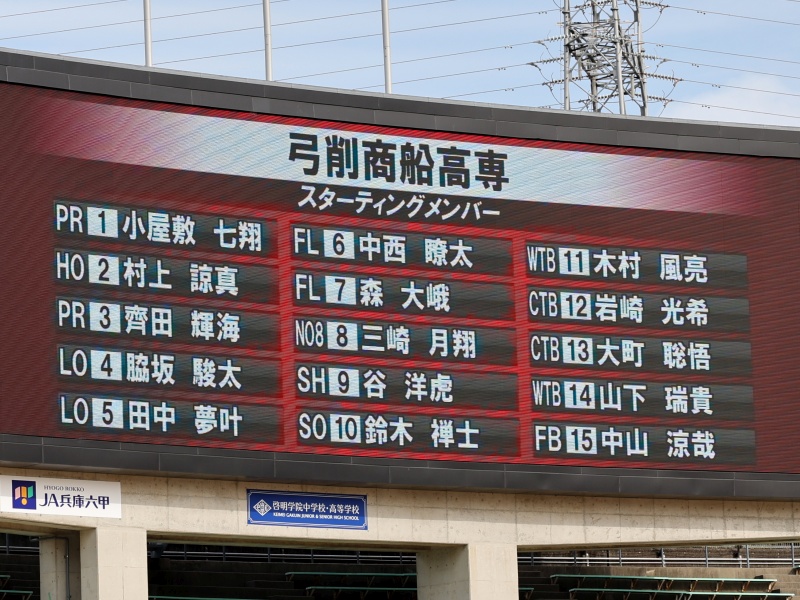 弓削商船高専
スターティングメンバー
PR 1 小屋敷 七翔
HO 2 村上 諒真
PR 3 齊田 輝海
LO 4 脇坂 駿太
LO 5 田中 夢叶
FL 6 中西 瞭太
FL 7 森 大峨
NO8 8 三崎 月翔
SH 9 谷 洋虎
SO 10 鈴木 禅士
WTB 11 木村 風亮
CTB 12 岩崎 光希
CTB 13 大町 聡悟
WTB 14 山下 瑞貴
FB 15 中山 涼哉
HYOGO ROKKO
JA兵庫六甲
啓明学院中学校・高等学校
KEIMEI GAKUIN JUNIOR & SENIOR HIGH SCHOOL